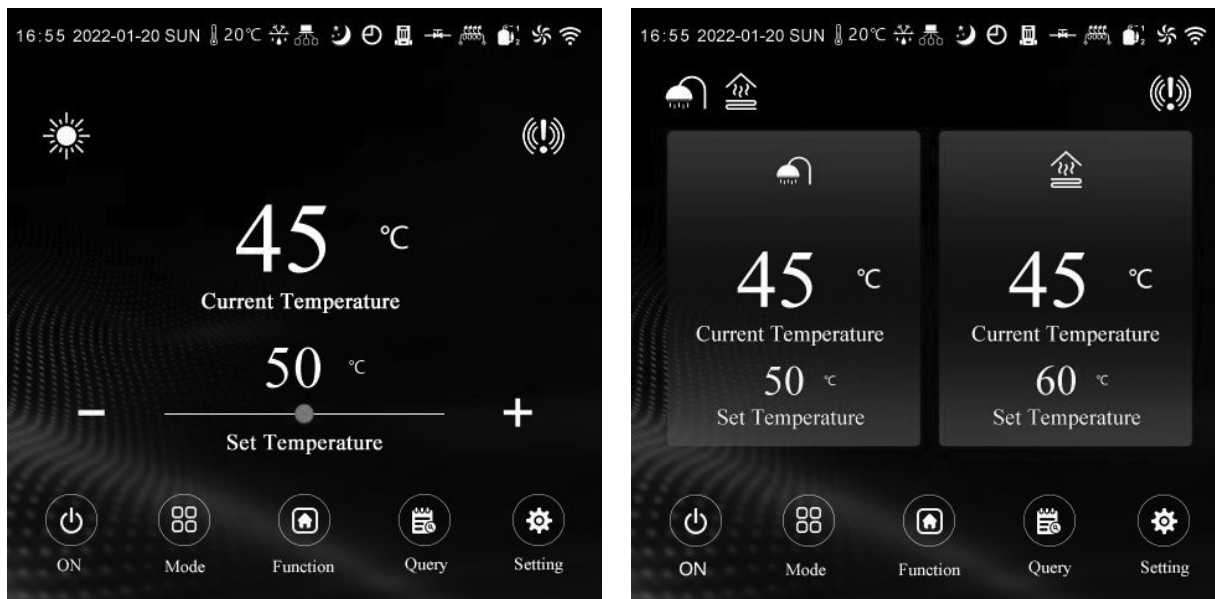 16:55 2022-01-20 SUN 20℃
45 ℃
Current Temperature
50 ℃
Set Temperature
ON Mode Function Query Setting
16:55 2022-01-20 SUN 20℃
45 ℃
Current Temperature
50 ℃
Set Temperature
45 ℃
Current Temperature
60 ℃
Set Temperature
ON Mode Function Query Setting